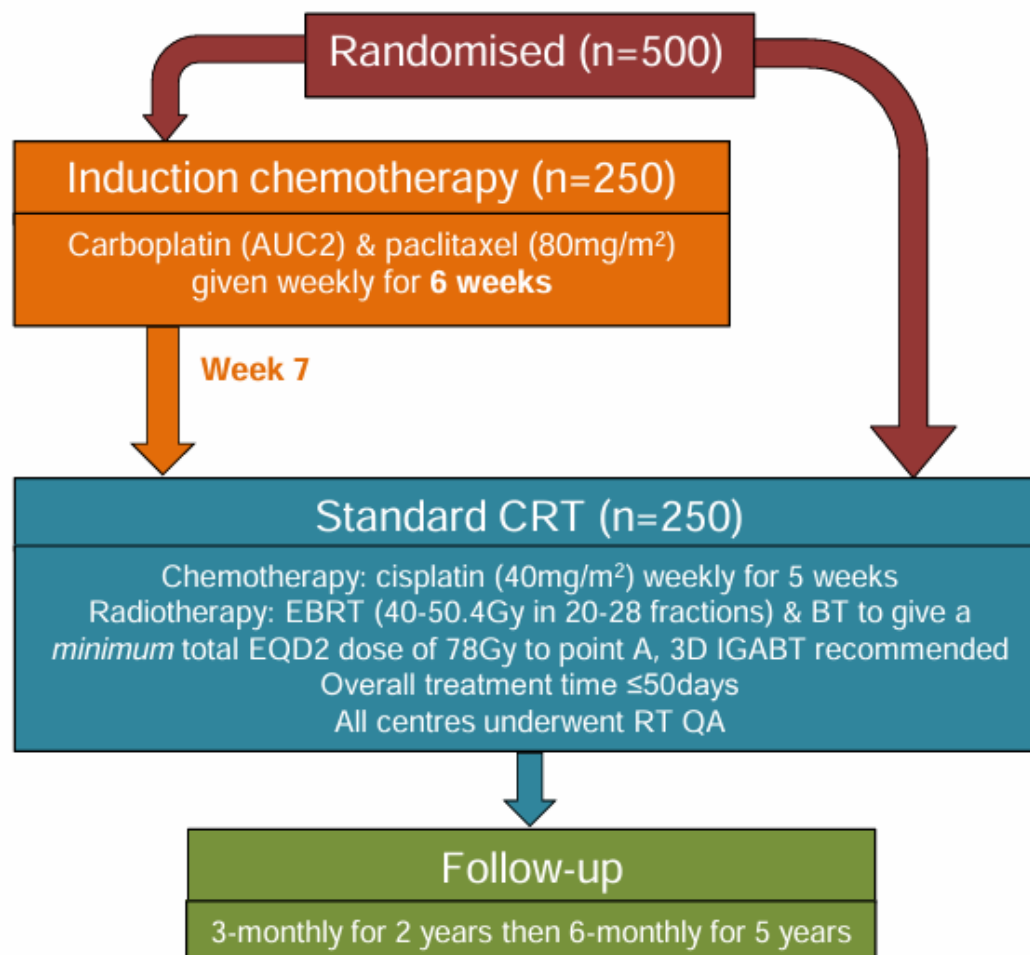 Randomised (n=500)
Induction chemotherapy (n=250)
Carboplatin (AUC2) & paclitaxel (80mg/m²)
given weekly for 6 weeks
Week 7
Standard CRT (n=250)
Chemotherapy: cisplatin (40mg/m²) weekly for 5 weeks
Radiotherapy: EBRT (40-50.4Gy in 20-28 fractions) & BT to give a
minimum total EQD2 dose of 78Gy to point A, 3D IGABT recommended
Overall treatment time ≤50days
All centres underwent RT QA
Follow-up
3-monthly for 2 years then 6-monthly for 5 years